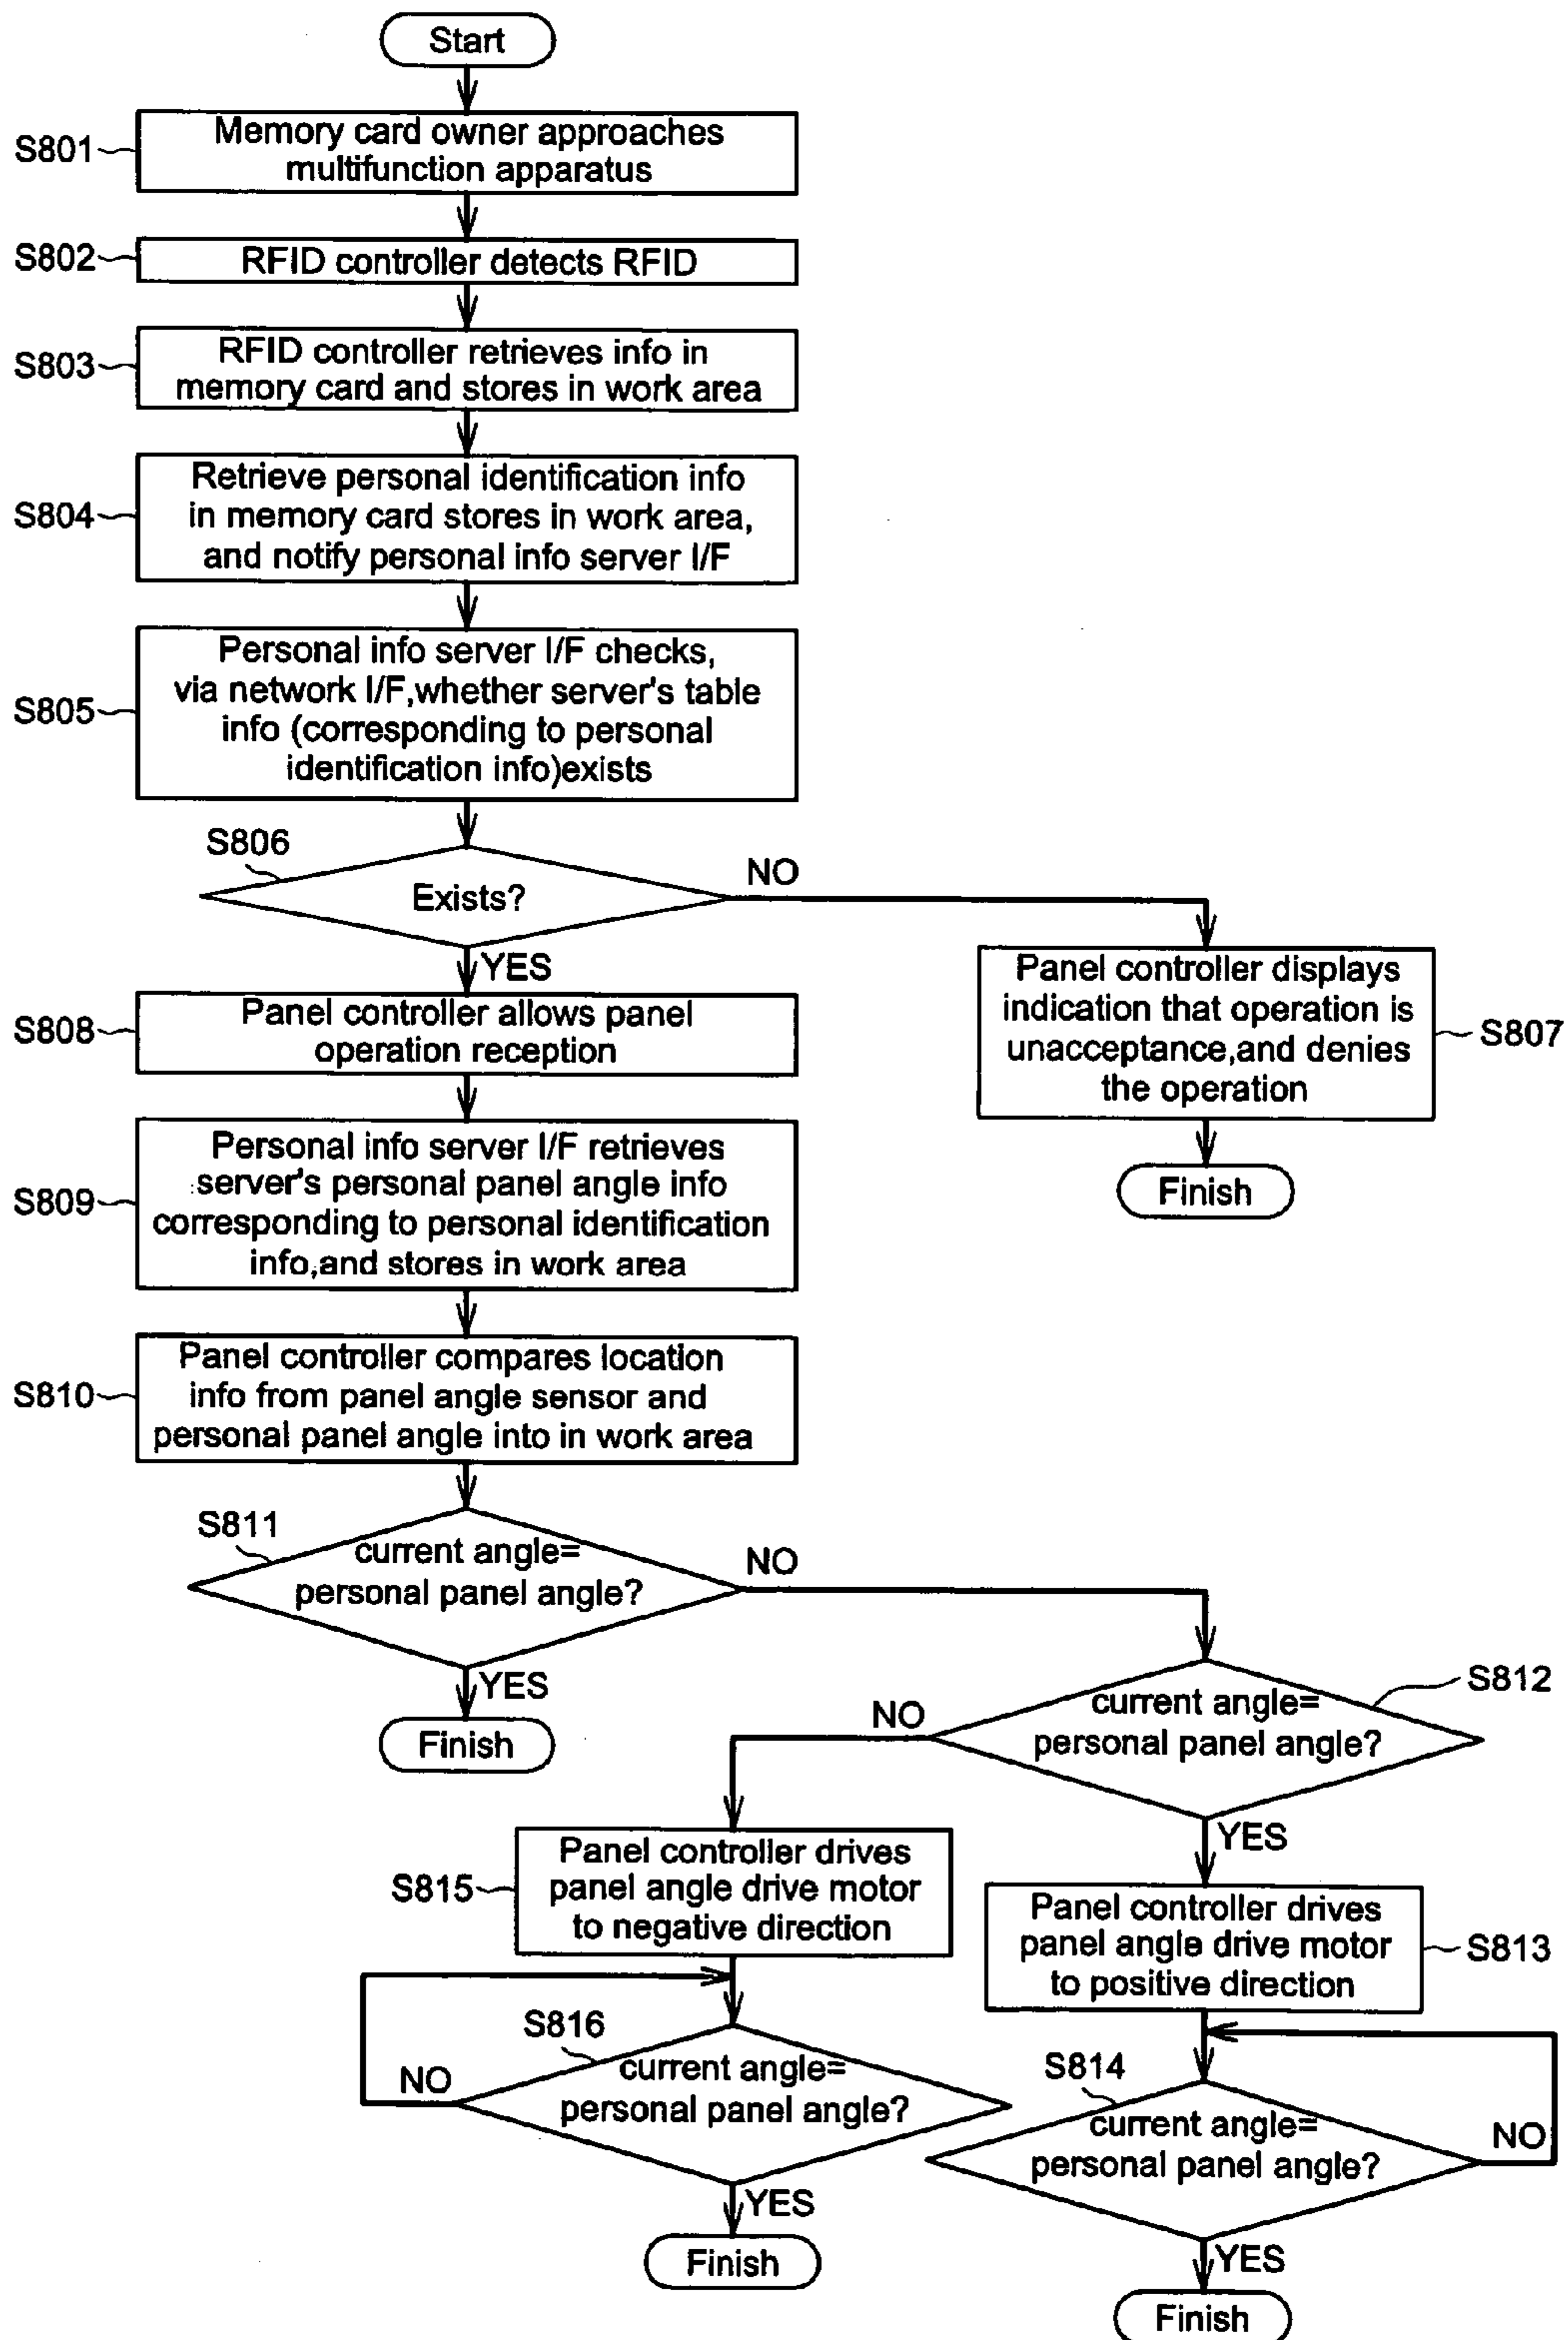 Start
S801
Memory card owner approaches
multifunction apparatus
S802
RFID controller detects RFID
S803
RFID controller retrieves info in
memory card and stores in work area
S804
Retrieve personal identification info
in memory card stores in work area,
and notify personal info server I/F
S805
Personal info server I/F checks,
via network I/F,whether server's table
info (corresponding to personal
identification info)exists
S806
Exists?
NO
YES
S807
Panel controller displays
indication that operation is
unacceptance,and denies
the operation
Finish
S808
Panel controller allows panel
operation reception
S809
Personal info server I/F retrieves
server's personal panel angle info
corresponding to personal identification
info,and stores in work area
S810
Panel controller compares location
info from panel angle sensor and
personal panel angle into in work area
S811
current angle=
personal panel angle?
NO
YES
Finish
S812
current angle=
personal panel angle?
NO
YES
S815
Panel controller drives
panel angle drive motor
to negative direction
S813
Panel controller drives
panel angle drive motor
to positive direction
S816
current angle=
personal panel angle?
NO
YES
Finish
S814
current angle=
personal panel angle?
NO
YES
Finish